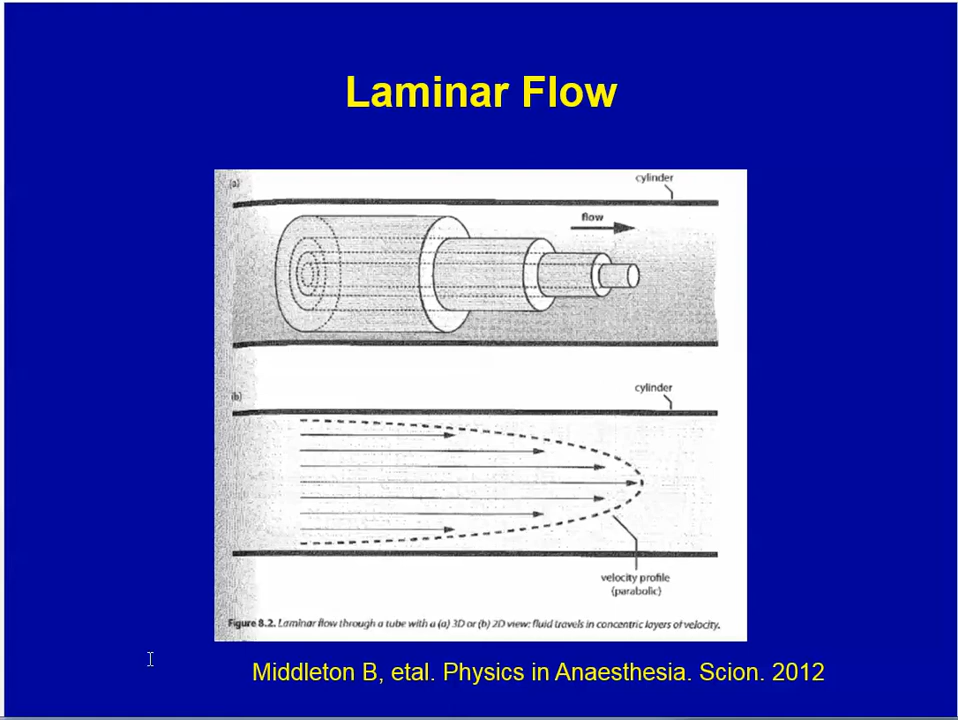 Laminar Flow
(a)
cylinder
flow
cylinder
(b)
velocity profile
(parabolic)
Figure 8.2. Laminar flow through a tube with a (a) 3D or (b) 2D view: fluid travels in concentric layers of velocity.
Middleton B, etal. Physics in Anaesthesia. Scion. 2012